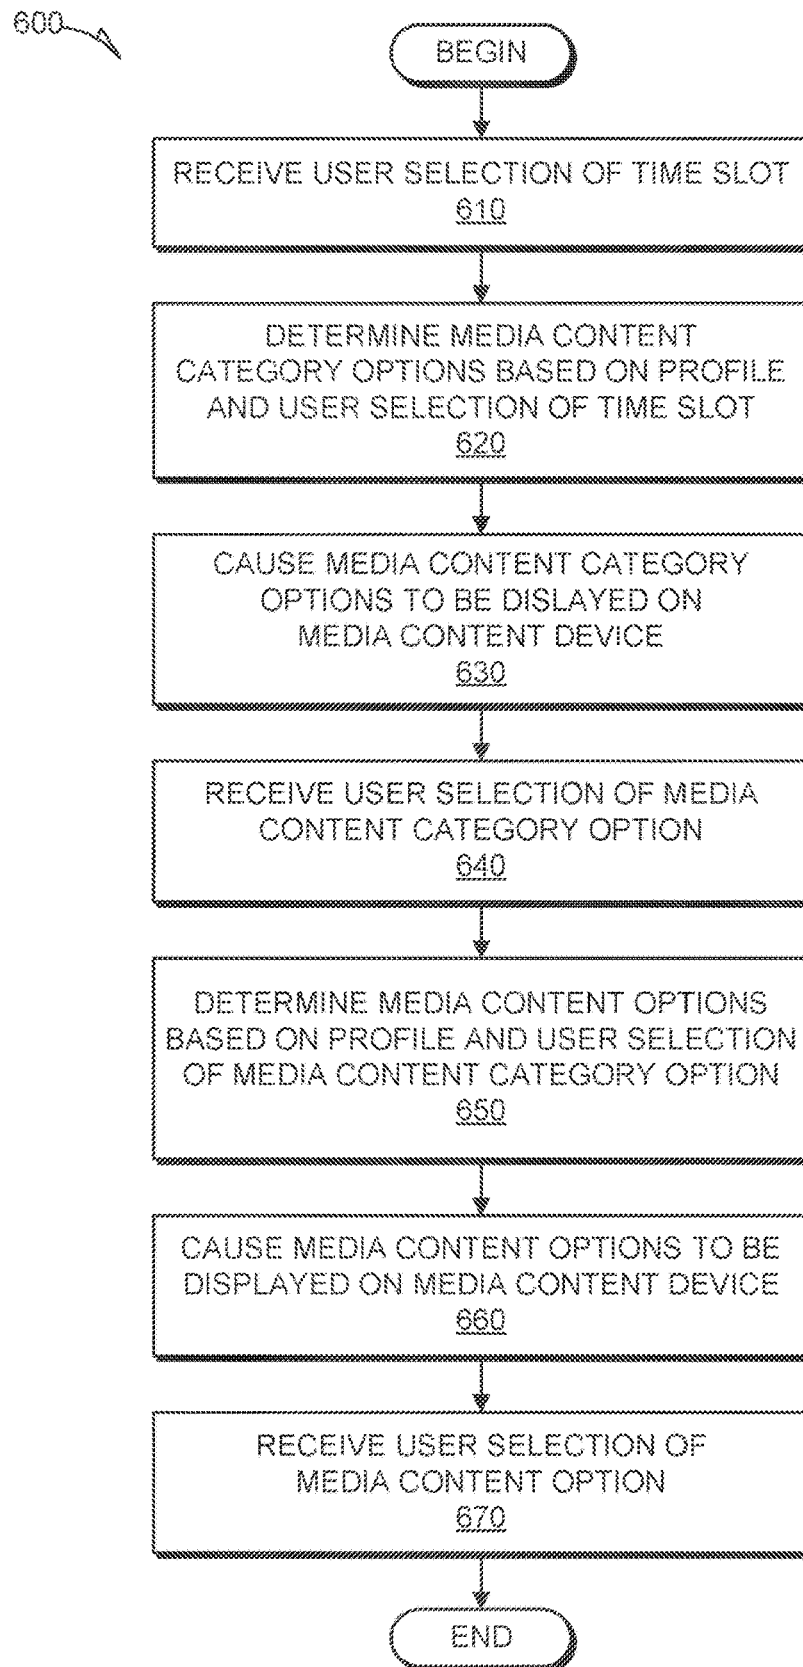 600
BEGIN
RECEIVE USER SELECTION OF TIME SLOT
610
DETERMINE MEDIA CONTENT
CATEGORY OPTIONS BASED ON PROFILE
AND USER SELECTION OF TIME SLOT
620
CAUSE MEDIA CONTENT CATEGORY
OPTIONS TO BE DISLAYED ON
MEDIA CONTENT DEVICE
630
RECEIVE USER SELECTION OF MEDIA
CONTENT CATEGORY OPTION
640
DETERMINE MEDIA CONTENT OPTIONS
BASED ON PROFILE AND USER SELECTION
OF MEDIA CONTENT CATEGORY OPTION
650
CAUSE MEDIA CONTENT OPTIONS TO BE
DISPLAYED ON MEDIA CONTENT DEVICE
660
RECEIVE USER SELECTION OF
MEDIA CONTENT OPTION
670
END